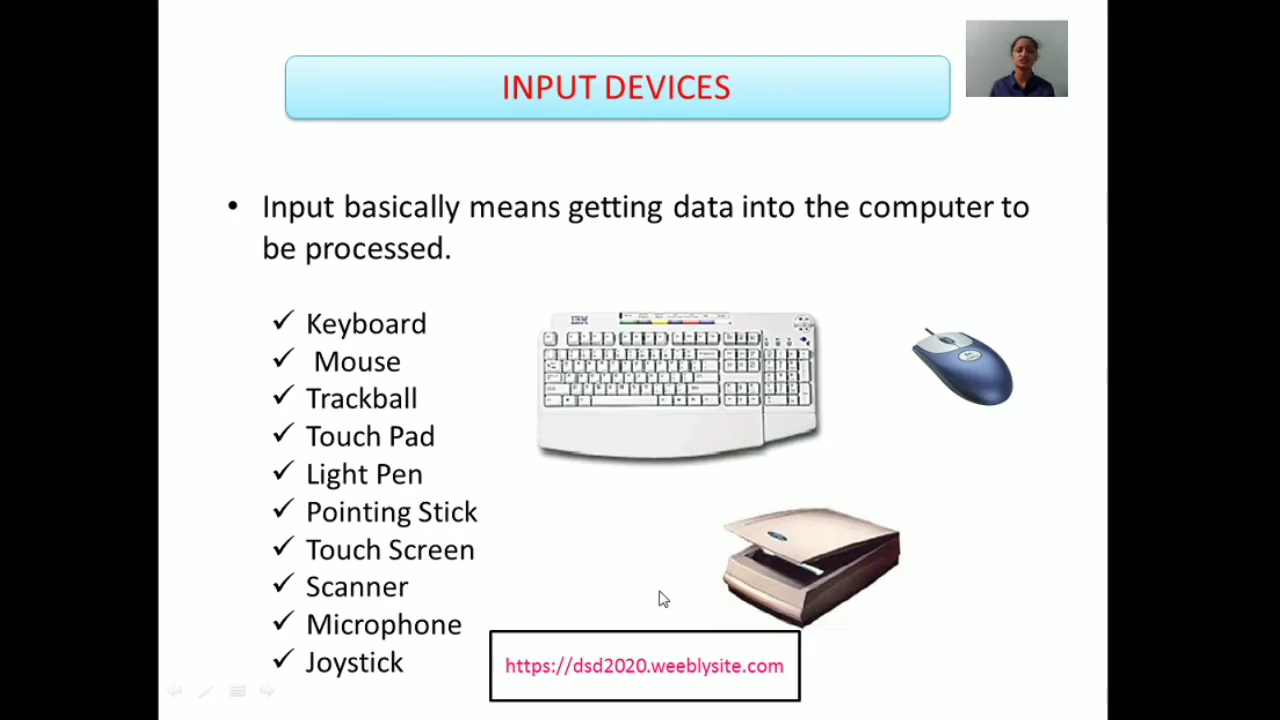 INPUT DEVICES
• Input basically means getting data into the computer to
be processed.
✓ Keyboard
✓ Mouse
✓ Trackball
✓ Touch Pad
✓ Light Pen
✓ Pointing Stick
✓ Touch Screen
✓ Scanner
✓ Microphone
✓ Joystick
https://dsd2020.weeblysite.com